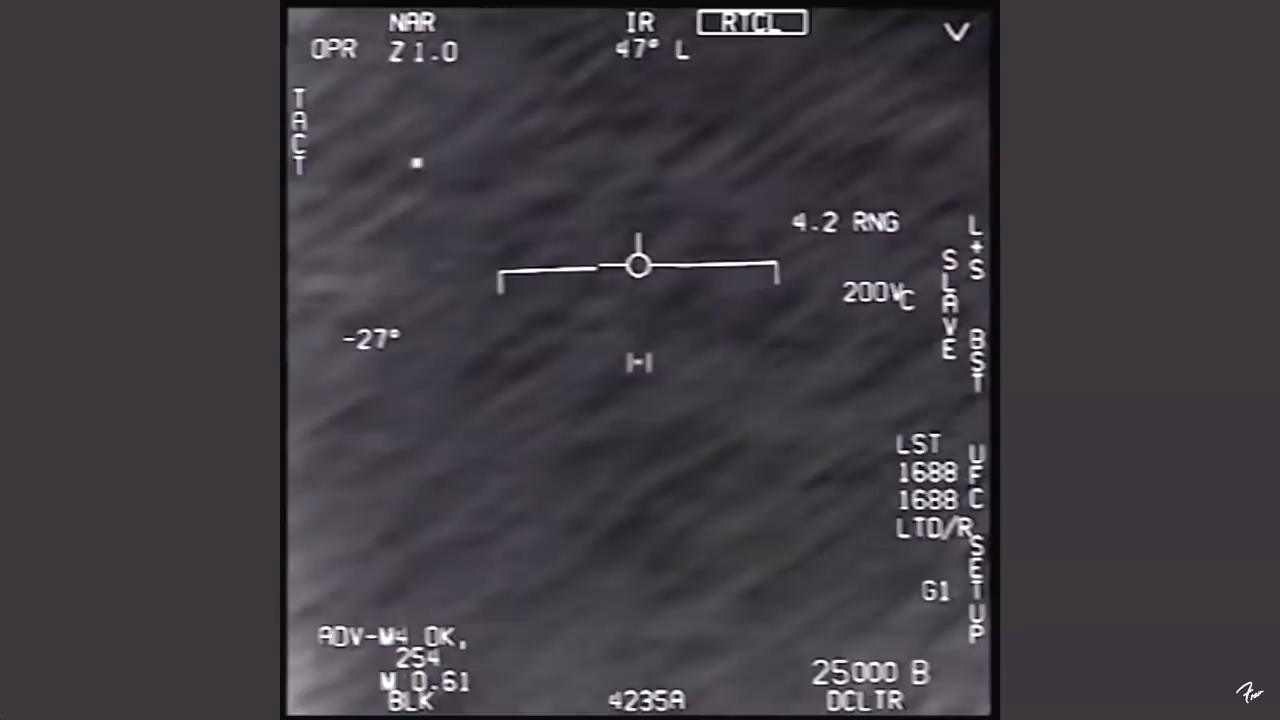 NAR
IR
RTCL
OPR
Z1.0
47° L
TACT
4.2 RNG
L+S
SLAVE
200Vc
BST
-27°
LST
1688
1688
LTD/R
UFC
SETUP
G1
ADV-M4 OK,
254
M 0.61
BLK
4235A
25000 B
DCLTR